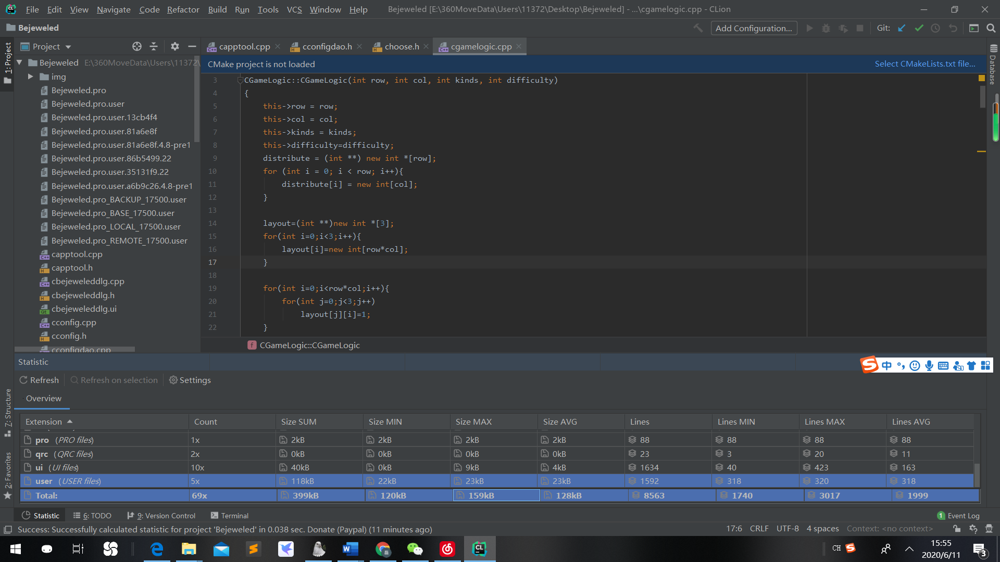 File Edit View Navigate Code Refactor Build Run Tools VCS Window Help Bejeweled [E:\360MoveData\Users\11372\Desktop\Bejeweled] - ...\cgamelogic.cpp - CLion
Bejeweled Add Configuration... Git:
Project capptool.cpp cconfigdao.h choose.h cgamelogic.cpp
1: Project
Database
7: Structure
2: Favorites
Bejeweled E:\360MoveData\Users\11372\
img
Bejeweled.pro
Bejeweled.pro.user
Bejeweled.pro.user.13cb4f4
Bejeweled.pro.user.81a6e8f
Bejeweled.pro.user.81a6e8f.4.8-pre1
Bejeweled.pro.user.86b5499.22
Bejeweled.pro.user.35131f9.22
Bejeweled.pro.user.a6b9c26.4.8-pre1
Bejeweled.pro_BACKUP_17500.user
Bejeweled.pro_BASE_17500.user
Bejeweled.pro_LOCAL_17500.user
Bejeweled.pro_REMOTE_17500.user
capptool.cpp
capptool.h
cbejeweleddlg.cpp
cbejeweleddlg.h
cbejeweleddlg.ui
cconfig.cpp
cconfig.h
cconfigdao.cpp
CMake project is not loaded Select CMakeLists.txt file...
3 CGameLogic::CGameLogic(int row, int col, int kinds, int difficulty)
4 {
5 this->row = row;
6 this->col = col;
7 this->kinds = kinds;
8 this->difficulty=difficulty;
9 distribute = (int **) new int *[row];
10 for (int i = 0; i < row; i++){
11 distribute[i] = new int[col];
12 }
13
14 layout=(int **)new int *[3];
15 for(int i=0;i<3;i++){
16 layout[i]=new int[row*col];
17 }
18
19 for(int i=0;i<row*col;i++){
20 for(int j=0;j<3;j++)
21 layout[j][i]=1;
22 }
f CGameLogic::CGameLogic
Statistic
中
Refresh Refresh on selection Settings
Overview
Extension Count Size SUM Size MIN Size MAX Size AVG Lines Lines MIN Lines MAX Lines AVG
pro (PRO files) 1x 2kB 2kB 2kB 2kB 88 88 88 88
qrc (QRC files) 2x 0kB 0kB 0kB 0kB 23 3 20 11
ui (UI files) 10x 40kB 0kB 9kB 4kB 1634 40 423 163
user (USER files) 5x 118kB 22kB 23kB 23kB 1592 318 320 318
Total: 69x 399kB 120kB 159kB 128kB 8563 1740 3017 1999
Statistic 6: TODO 9: Version Control Terminal 1 Event Log
Success: Successfully calculated statistic for project 'Bejeweled' in 0.038 sec. Donate (Paypal) (11 minutes ago) 17:6 CRLF UTF-8 4 spaces Context: <no context>
CH 15:55
2020/6/11 3